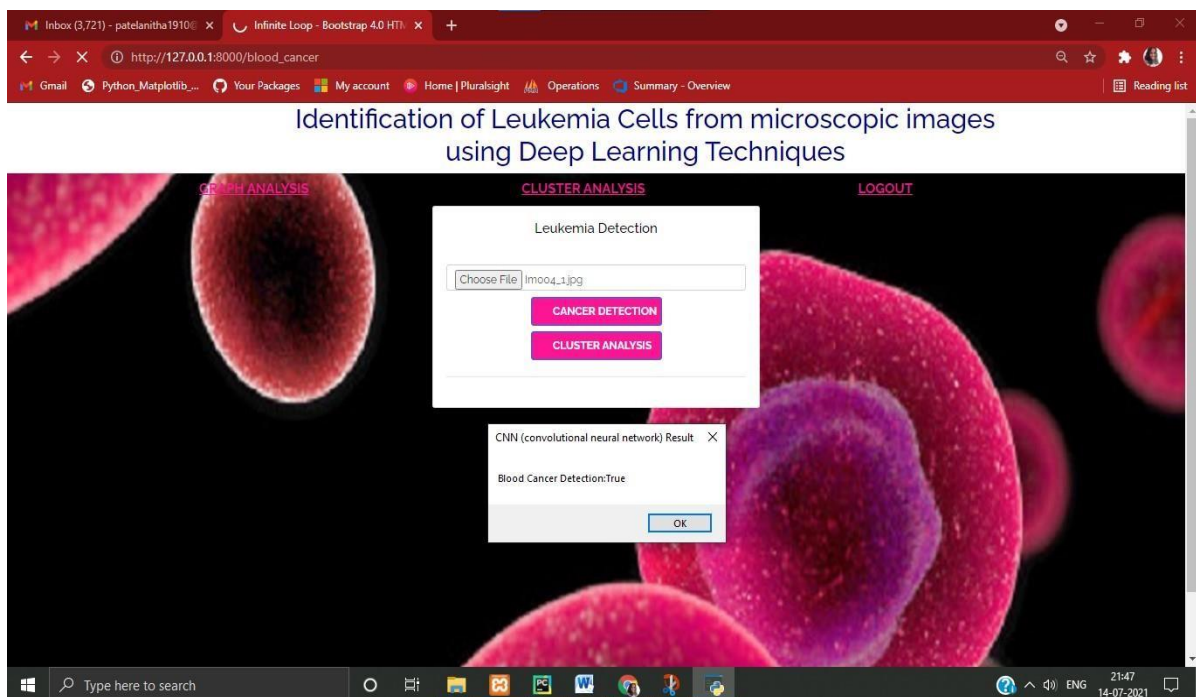 Inbox (3,721) - patelanitha1910@
Infinite Loop - Bootstrap 4.0 HTM
http://127.0.0.1:8000/blood_cancer
Gmail Python_Matplotlib_... Your Packages My account Home | Pluralsight Operations Summary - Overview Reading list
Identification of Leukemia Cells from microscopic images
using Deep Learning Techniques
GRAPH ANALYSIS CLUSTER ANALYSIS LOGOUT
Leukemia Detection
Choose File Im004_1.jpg
CANCER DETECTION
CLUSTER ANALYSIS
CNN (convolutional neural network) Result
Blood Cancer Detection:True
OK
Type here to search
ENG
21:47
14-07-2021